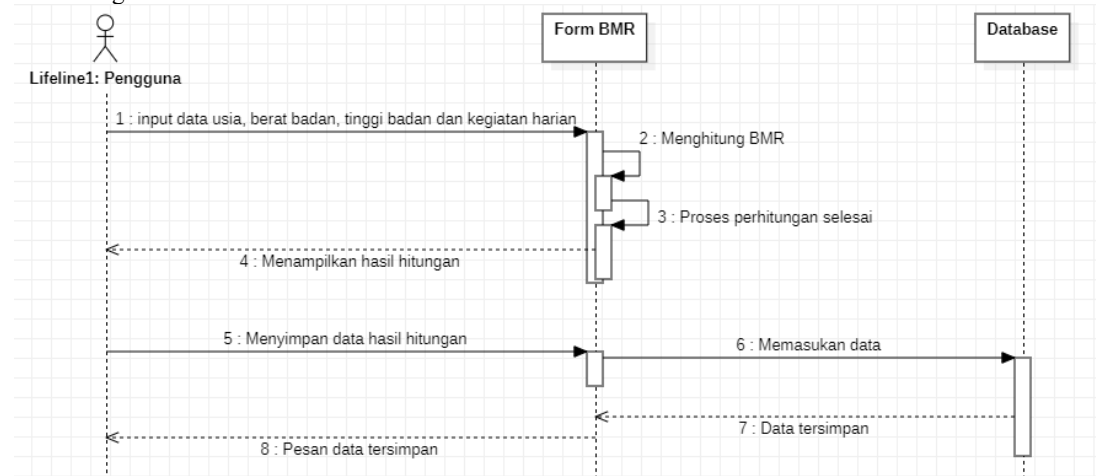 Form BMR
Database
Lifeline1: Pengguna
1 : input data usia, berat badan, tinggi badan dan kegiatan harian
2 : Menghitung BMR
3 : Proses perhitungan selesai
4 : Menampilkan hasil hitungan
5 : Menyimpan data hasil hitungan
6 : Memasukan data
7 : Data tersimpan
8 : Pesan data tersimpan